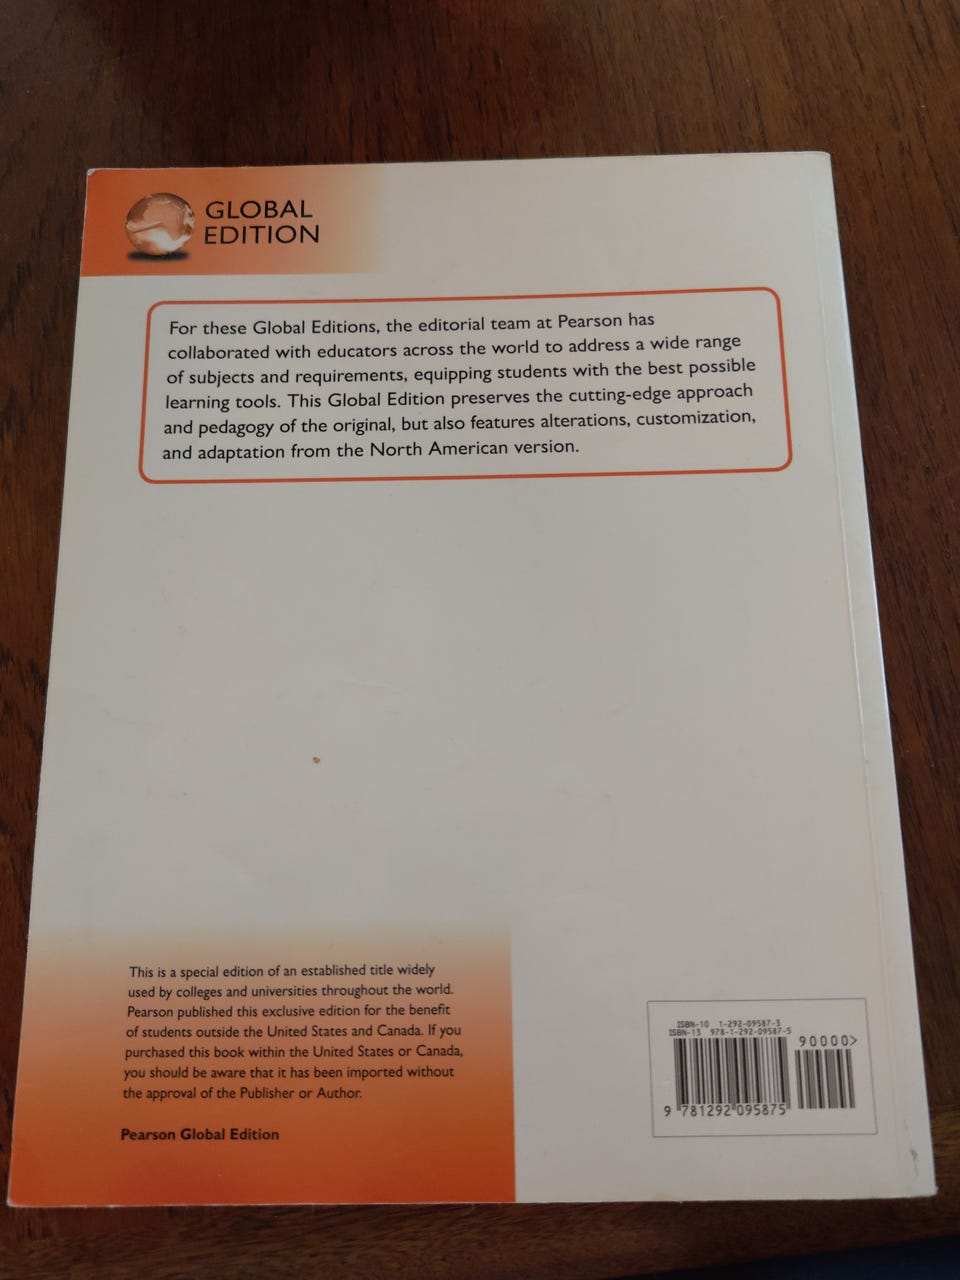 GLOBAL
EDITION
For these Global Editions, the editorial team at Pearson has
collaborated with educators across the world to address a wide range
of subjects and requirements, equipping students with the best possible
learning tools. This Global Edition preserves the cutting-edge approach
and pedagogy of the original, but also features alterations, customization,
and adaptation from the North American version.
This is a special edition of an established title widely
used by colleges and universities throughout the world.
Pearson published this exclusive edition for the benefit
of students outside the United States and Canada. If you
purchased this book within the United States or Canada,
you should be aware that it has been imported without
the approval of the Publisher or Author.
Pearson Global Edition
ISBN-10 1-292-09587-3
ISBN-13 978-1-292-09587-5
90000>
9 781292 095875